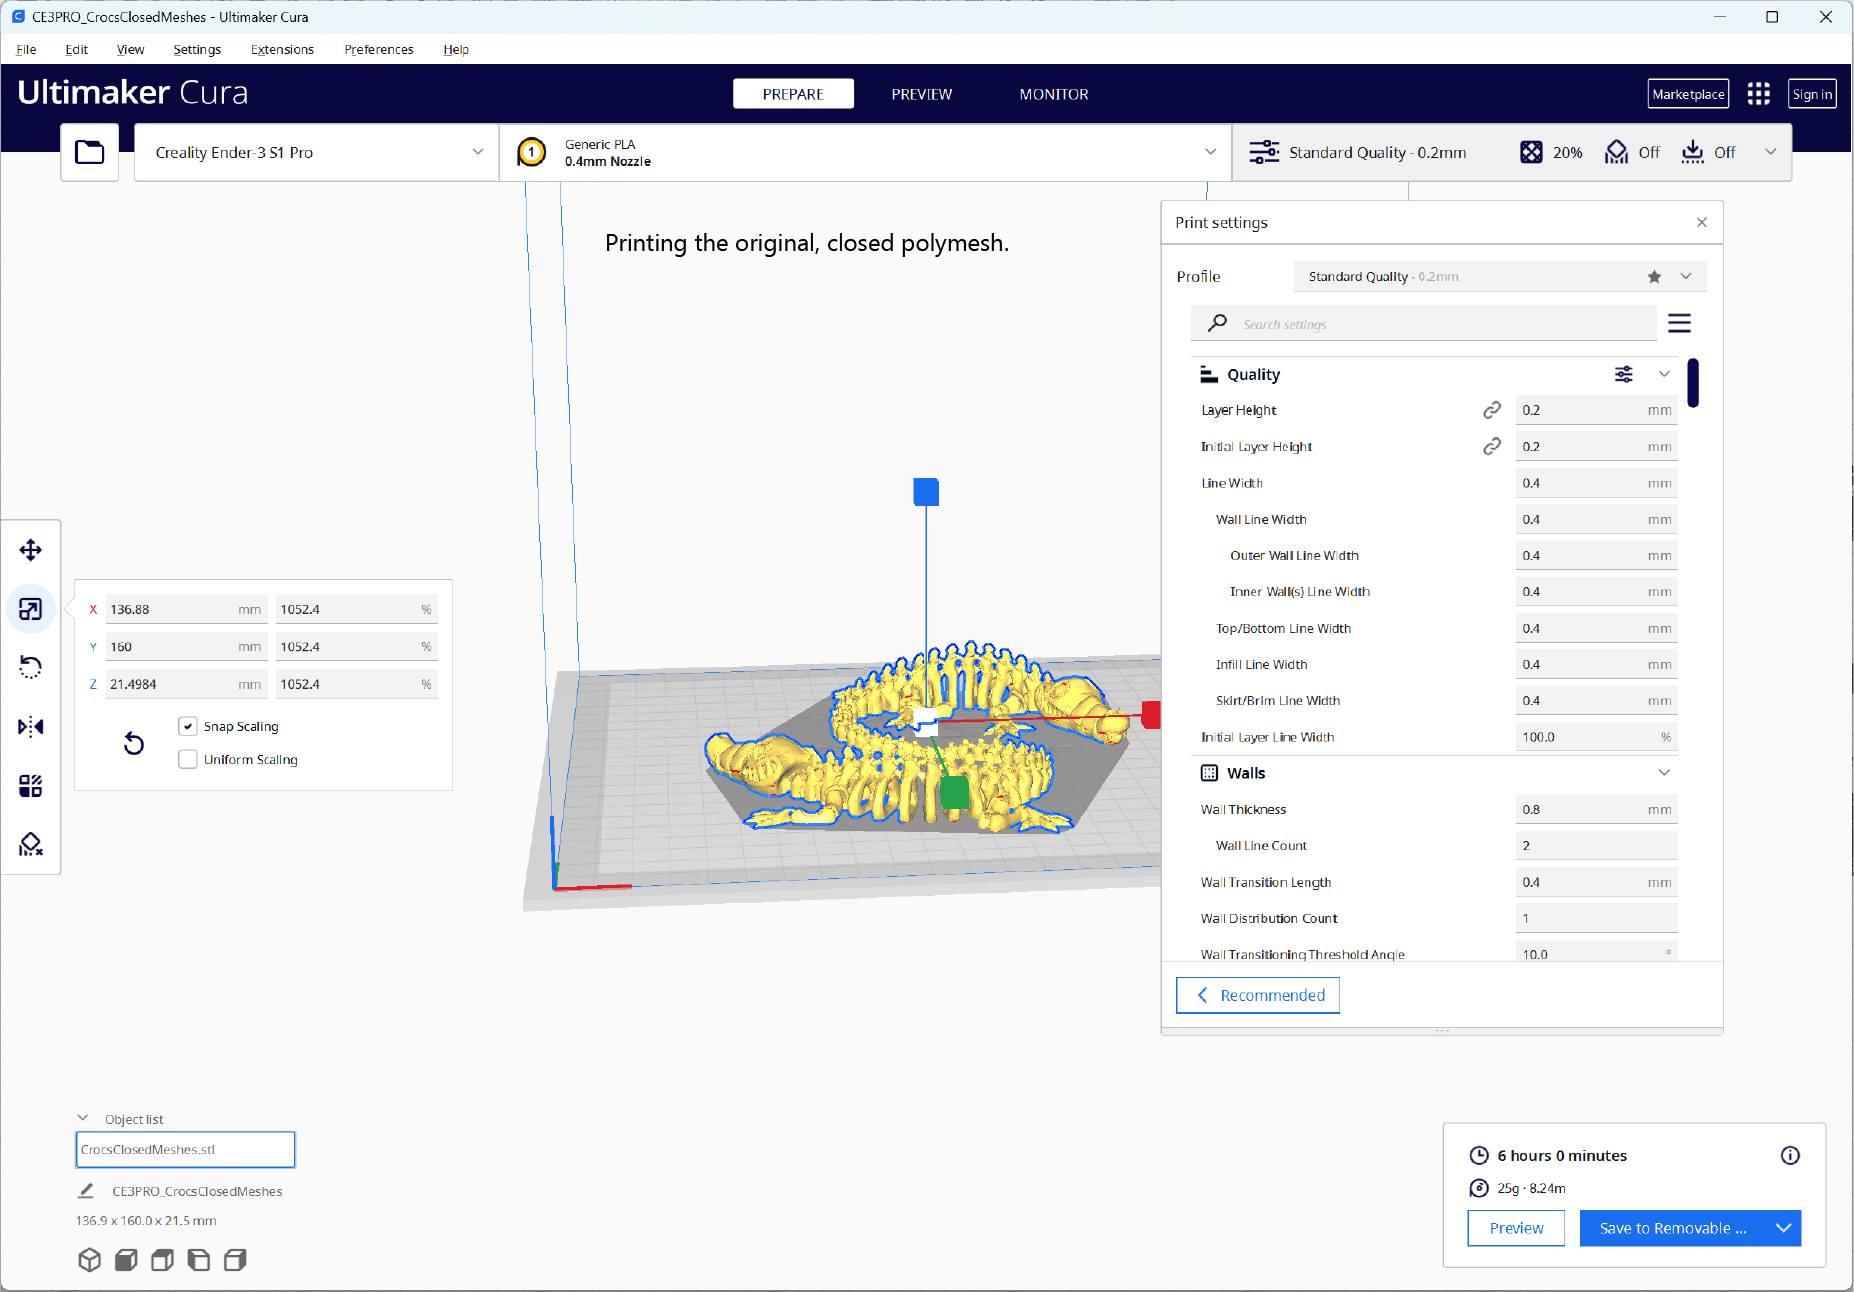 CE3PRO_CrocsClosedMeshes - Ultimaker Cura
File Edit View Settings Extensions Preferences Help
Ultimaker Cura
PREPARE PREVIEW MONITOR
Marketplace Sign in
Creality Ender-3 S1 Pro
1
Generic PLA
0.4mm Nozzle
Standard Quality - 0.2mm 20% Off Off
Printing the original, closed polymesh.
Print settings
Profile Standard Quality - 0.2mm
Search settings
Quality
Layer Height 0.2 mm
Initial Layer Height 0.2 mm
Line Width 0.4 mm
Wall Line Width 0.4 mm
Outer Wall Line Width 0.4 mm
Inner Wall(s) Line Width 0.4 mm
Top/Bottom Line Width 0.4 mm
Infill Line Width 0.4 mm
Skirt/Brim Line Width 0.4 mm
Initial Layer Line Width 100.0 %
Walls
Wall Thickness 0.8 mm
Wall Line Count 2
Wall Transition Length 0.4 mm
Wall Distribution Count 1
Wall Transitioning Threshold Angle 10.0 °
Recommended
X 136.88 mm 1052.4 %
Y 160 mm 1052.4 %
Z 21.4984 mm 1052.4 %
Snap Scaling
Uniform Scaling
Object list
CrocsClosedMeshes.stl
CE3PRO_CrocsClosedMeshes
136.9 x 160.0 x 21.5 mm
6 hours 0 minutes
25g · 8.24m
Preview Save to Removable ...